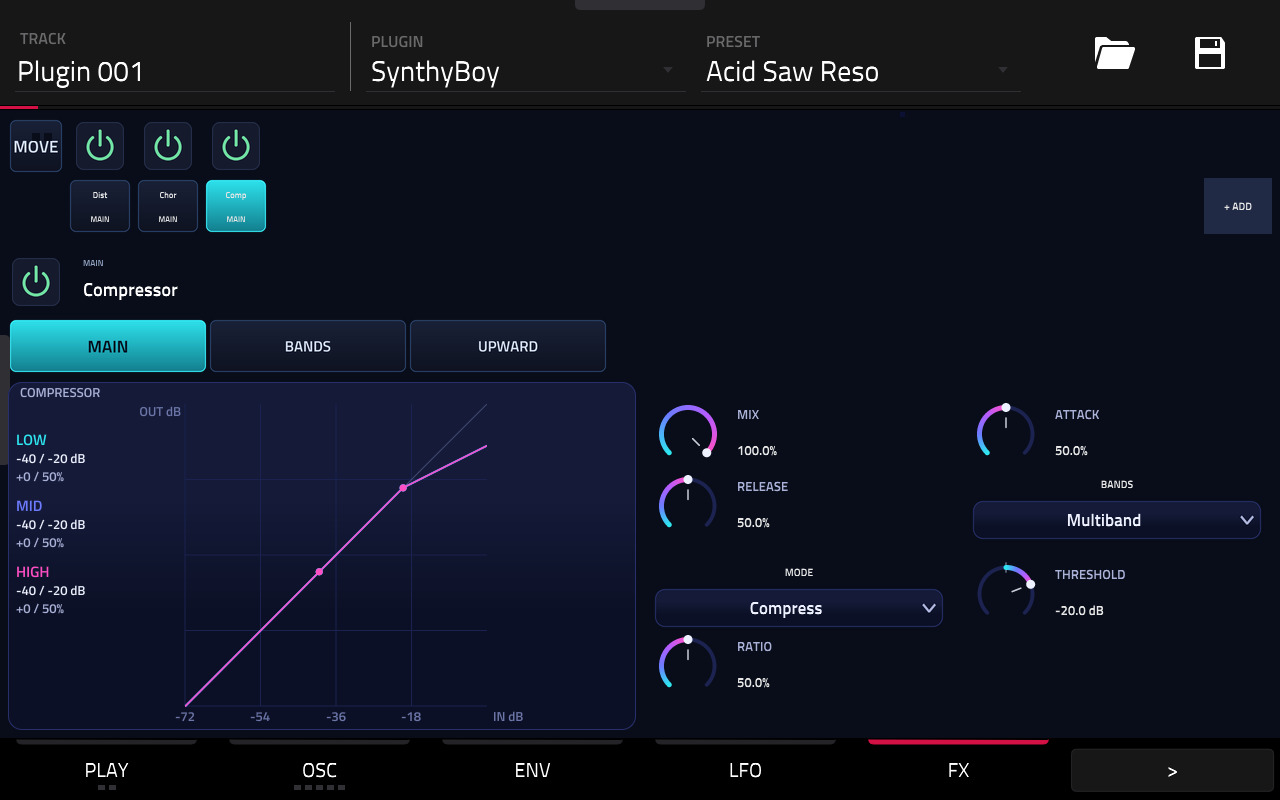 TRACK
Plugin 001
PLUGIN
SynthyBoy
PRESET
Acid Saw Reso
MOVE
Dist
MAIN
Chor
MAIN
Comp
MAIN
+ ADD
MAIN
Compressor
MAIN
BANDS
UPWARD
COMPRESSOR
OUT dB
LOW
-40 / -20 dB
+0 / 50%
MID
-40 / -20 dB
+0 / 50%
HIGH
-40 / -20 dB
+0 / 50%
-72
-54
-36
-18
IN dB
MIX
100.0%
ATTACK
50.0%
RELEASE
50.0%
BANDS
Multiband
MODE
Compress
THRESHOLD
-20.0 dB
RATIO
50.0%
PLAY
OSC
ENV
LFO
FX
>